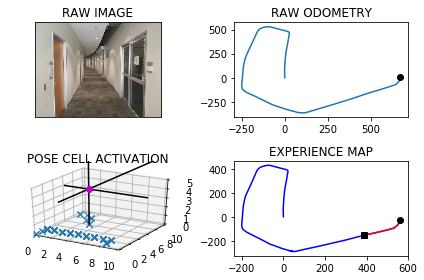 RAW IMAGE
RAW ODOMETRY
500
250
0
−250
−250 0 250 500
POSE CELL ACTIVATION
5
4
3
2
1
0
0 2 4 6 8 10
0 2 4 6 8 10
EXPERIENCE MAP
400
200
0
−200
−200 0 200 400 600